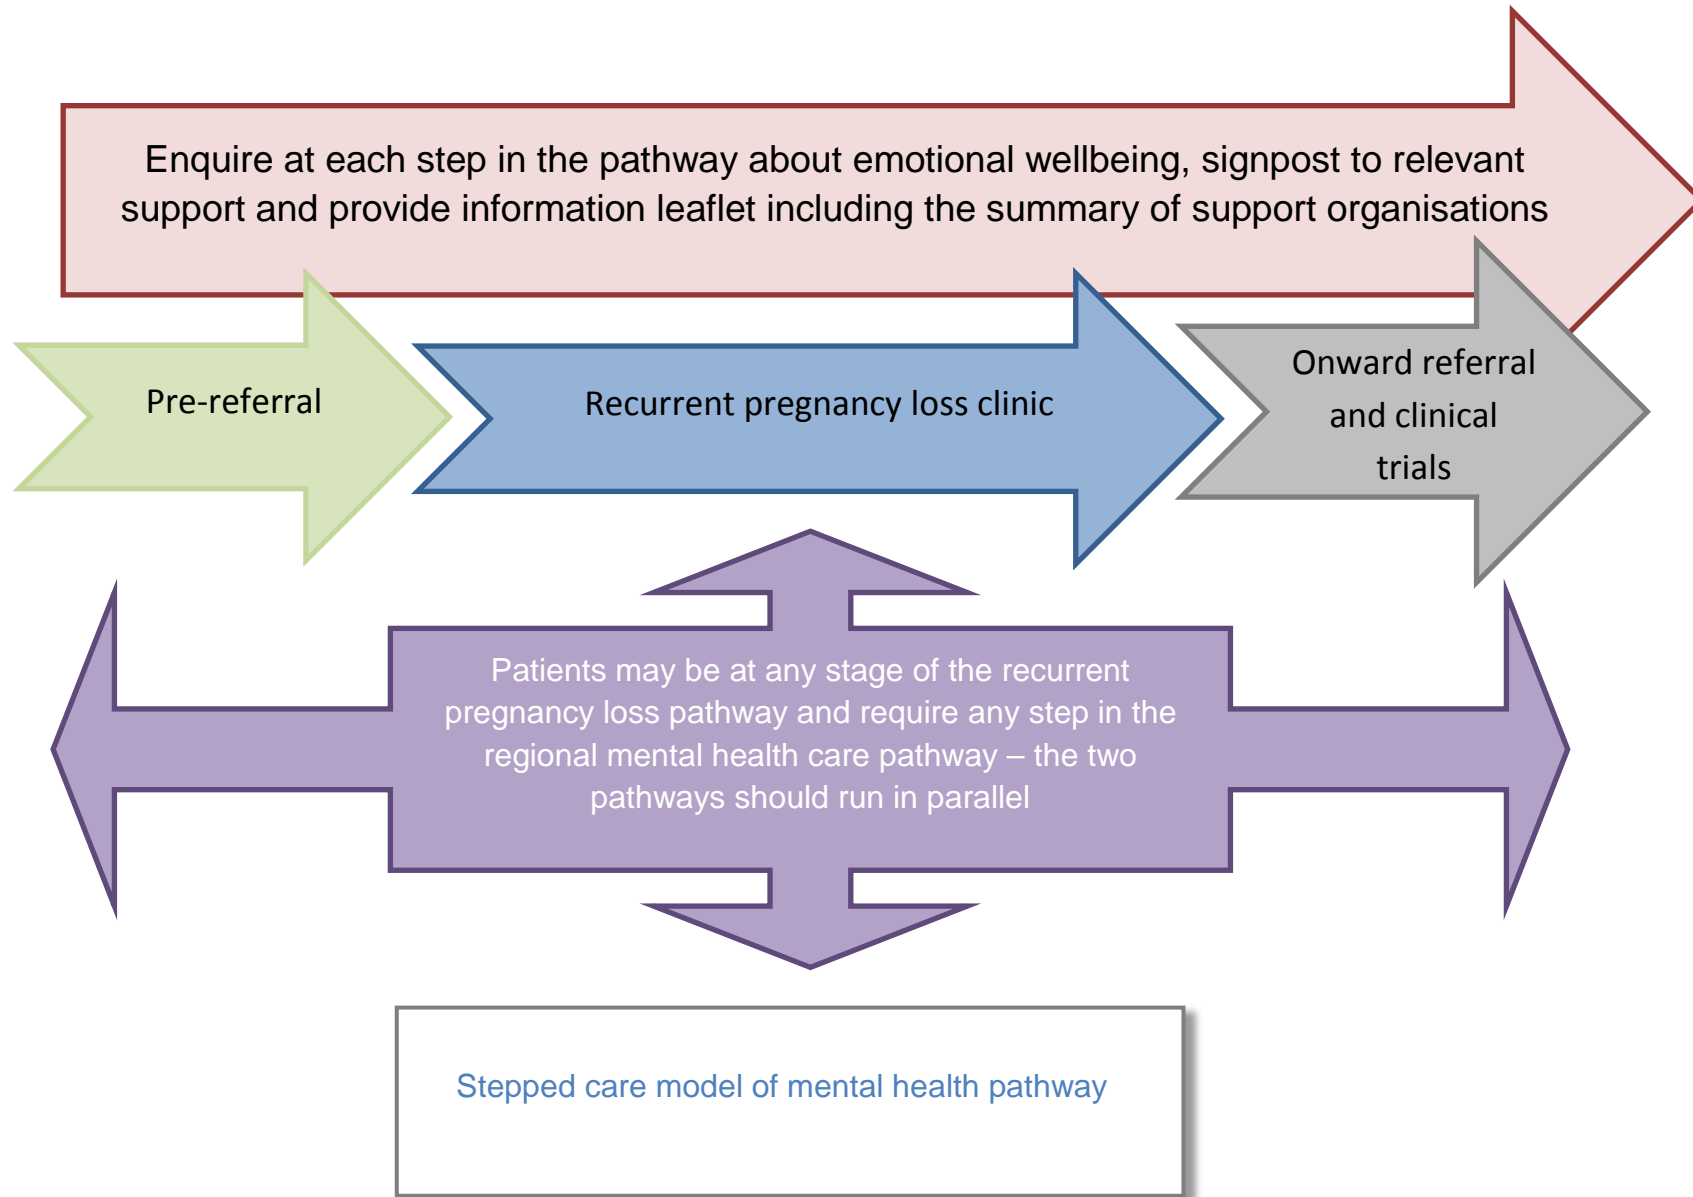 Enquire at each step in the pathway about emotional wellbeing, signpost to relevant
support and provide information leaflet including the summary of support organisations
Pre-referral
Recurrent pregnancy loss clinic
Onward referral
and clinical
trials
Patients may be at any stage of the recurrent
pregnancy loss pathway and require any step in the
regional mental health care pathway – the two
pathways should run in parallel
Stepped care model of mental health pathway